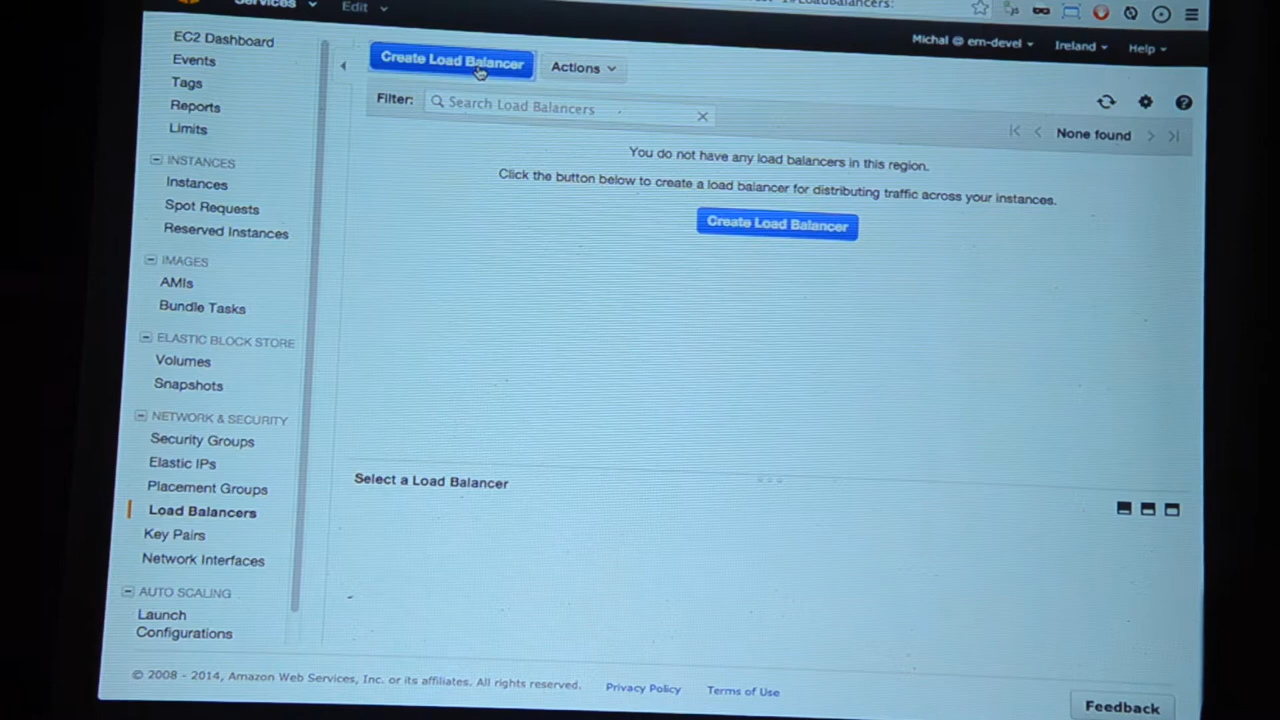 Services
Edit
LoadBalancers:
Michal @ em-devel
Ireland
Help
EC2 Dashboard
Events
Tags
Reports
Limits
INSTANCES
Instances
Spot Requests
Reserved Instances
IMAGES
AMIs
Bundle Tasks
ELASTIC BLOCK STORE
Volumes
Snapshots
NETWORK & SECURITY
Security Groups
Elastic IPs
Placement Groups
Load Balancers
Key Pairs
Network Interfaces
AUTO SCALING
Launch
Configurations
Create Load Balancer
Actions
Filter:
Search Load Balancers
None found
You do not have any load balancers in this region.
Click the button below to create a load balancer for distributing traffic across your instances.
Create Load Balancer
Select a Load Balancer
© 2008 - 2014, Amazon Web Services, Inc. or its affiliates. All rights reserved.
Privacy Policy
Terms of Use
Feedback